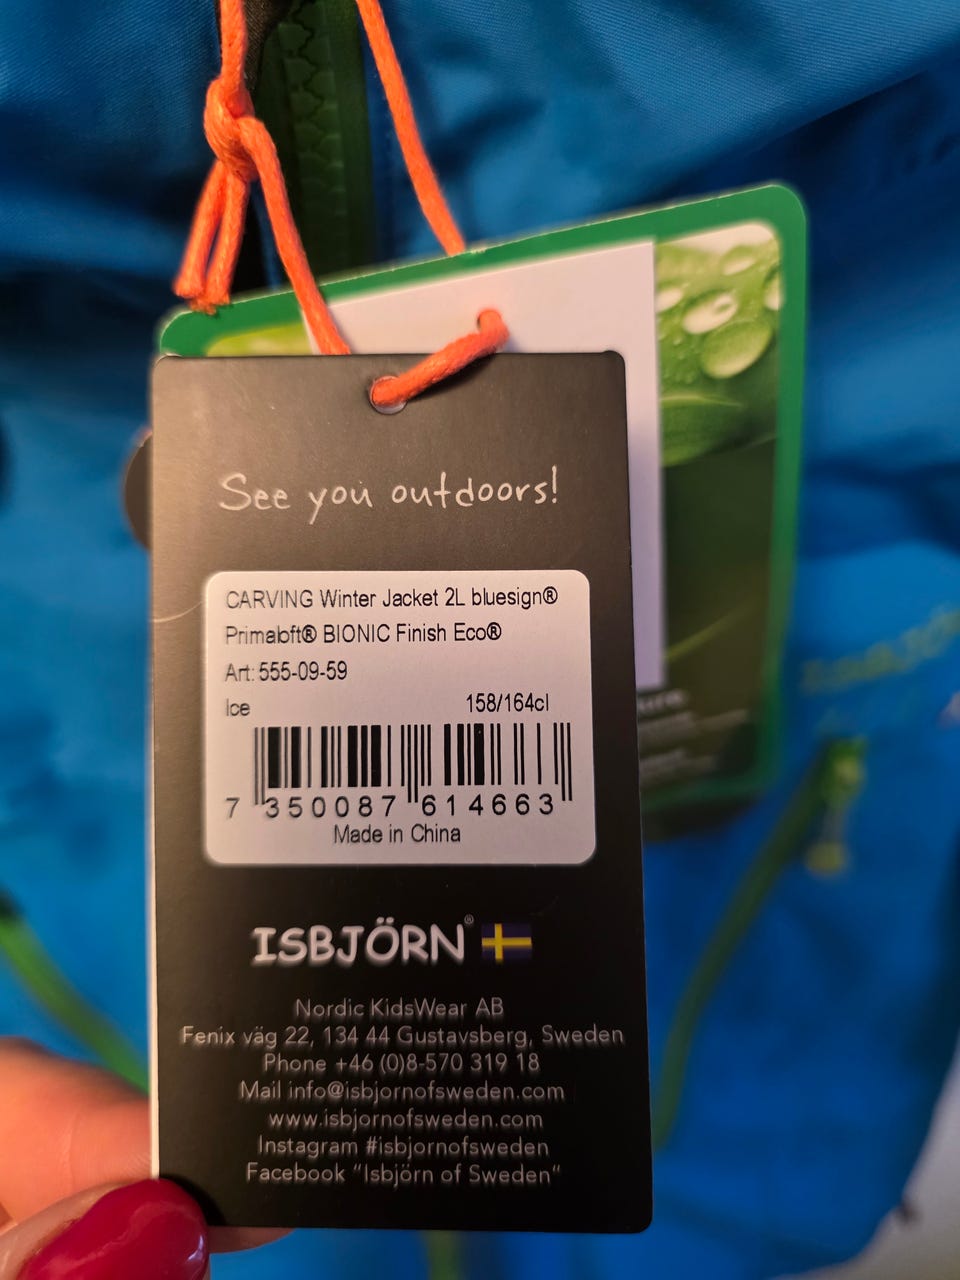 See you outdoors!
CARVING Winter Jacket 2L bluesign®
Primaloft® BIONIC Finish Eco®
Art: 555-09-59
Ice 158/164cl
7 350087 614663
Made in China
ISBJÖRN®
Nordic KidsWear AB
Fenix väg 22, 134 44 Gustavsberg, Sweden
Phone +46 (0)8-570 319 18
Mail info@isbjornofsweden.com
www.isbjornofsweden.com
Instagram #isbjornofsweden
Facebook "Isbjörn of Sweden"